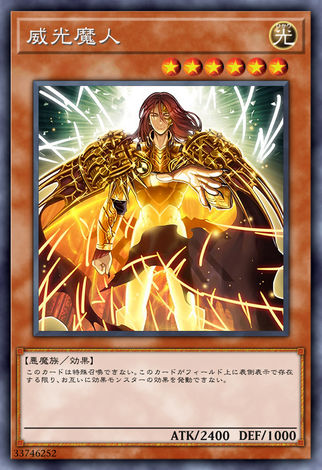 威光魔人
光
【悪魔族／効果】
このカードは特殊召喚できない。このカードがフィールド上に表側表示で存在
する限り、お互いに効果モンスターの効果を発動できない。
ATK/2400 DEF/1000
33746252